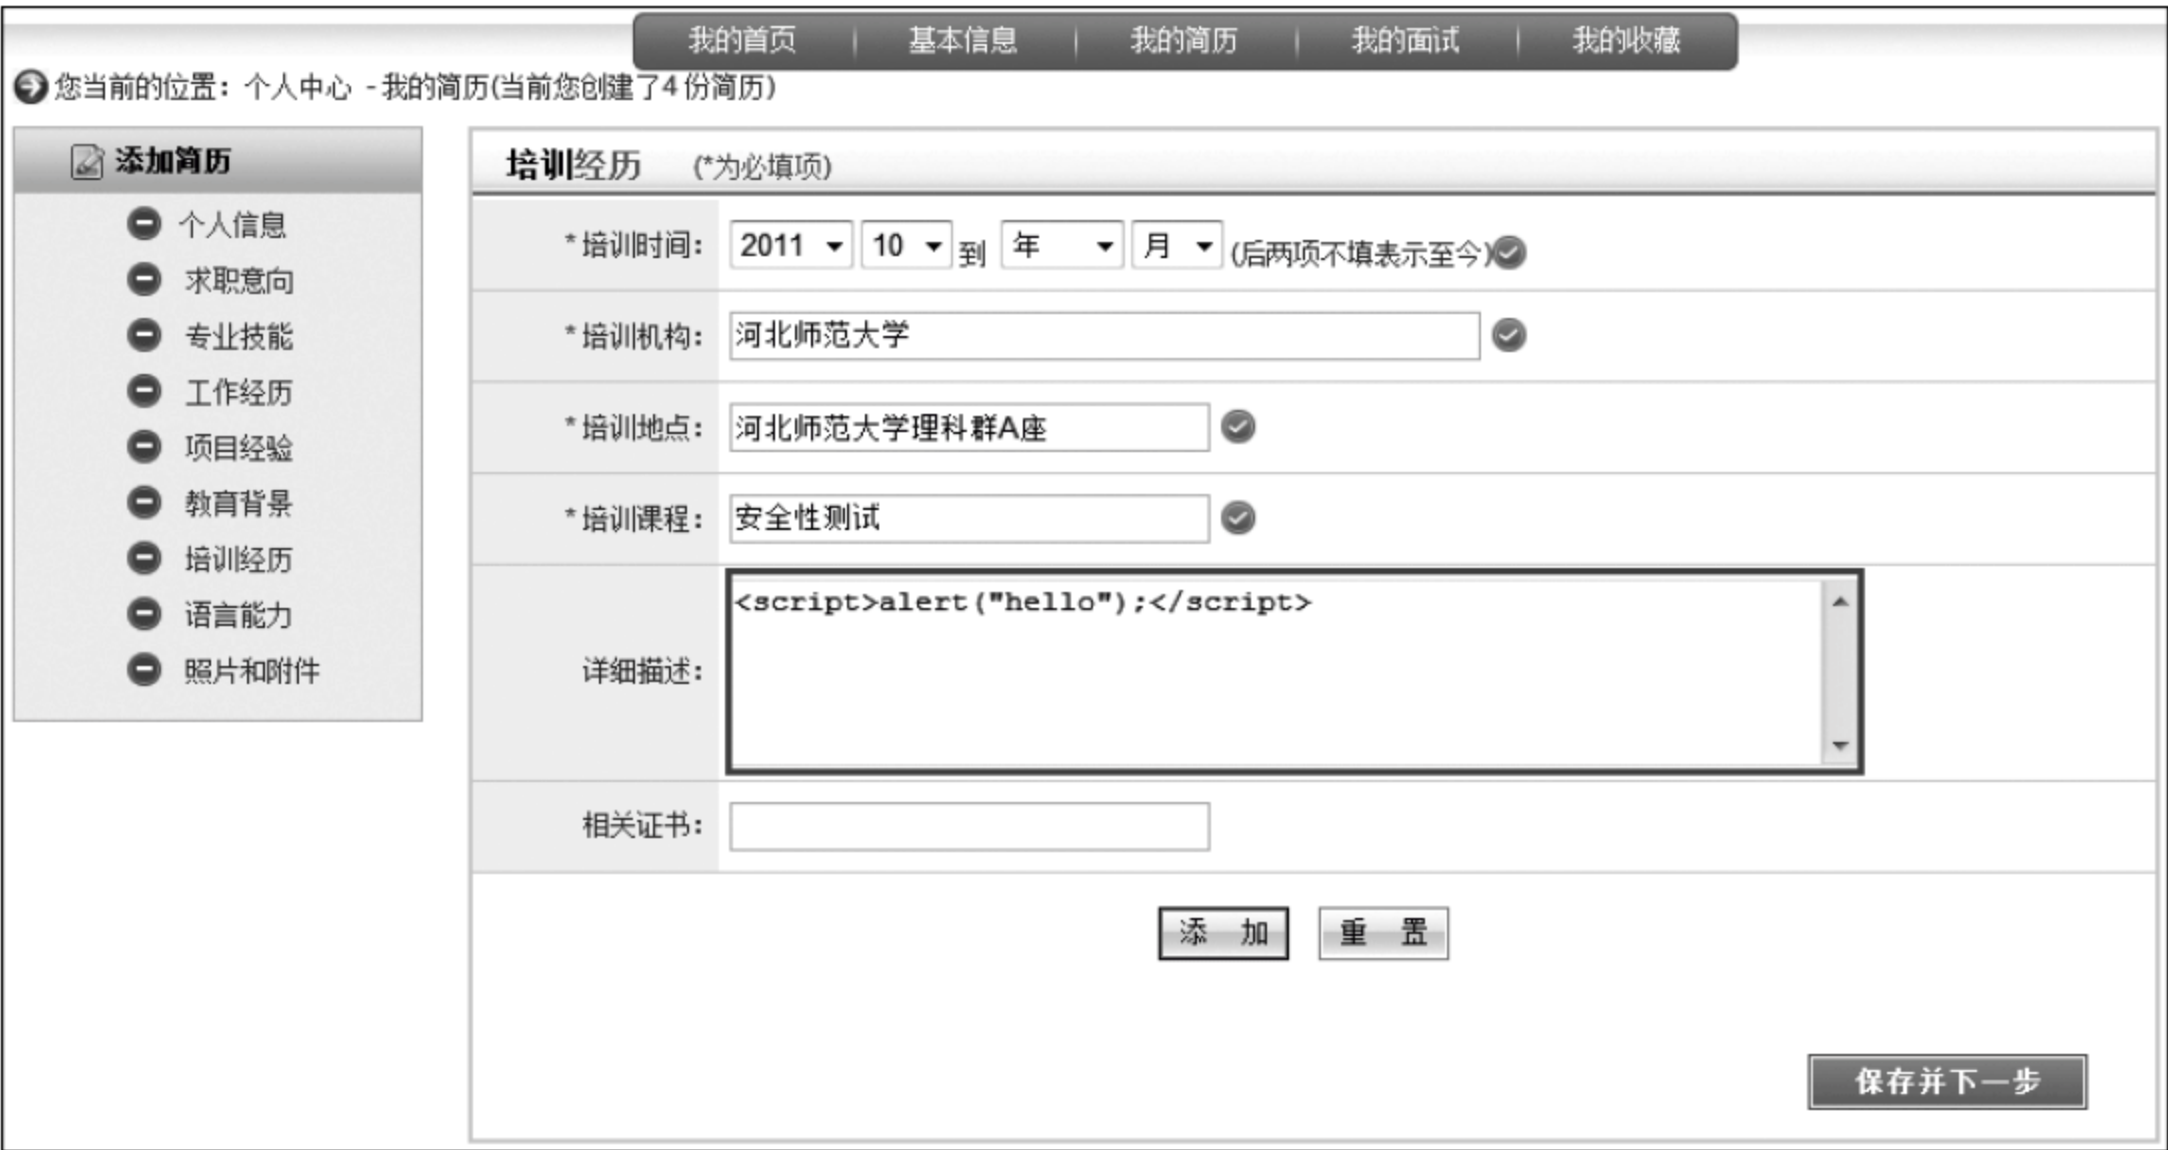 我的首页 | 基本信息 | 我的简历 | 我的面试 | 我的收藏
您当前的位置：个人中心 -我的简历(当前您创建了4份简历)
添加简历
个人信息
求职意向
专业技能
工作经历
项目经验
教育背景
培训经历
语言能力
照片和附件
培训经历 (*为必填项)
*培训时间： 2011 10 到 年 月 (后两项不填表示至今)
*培训机构： 河北师范大学
*培训地点： 河北师范大学理科群A座
*培训课程： 安全性测试
详细描述： <script>alert("hello");</script>
相关证书：
添 加 重 置
保存并下一步